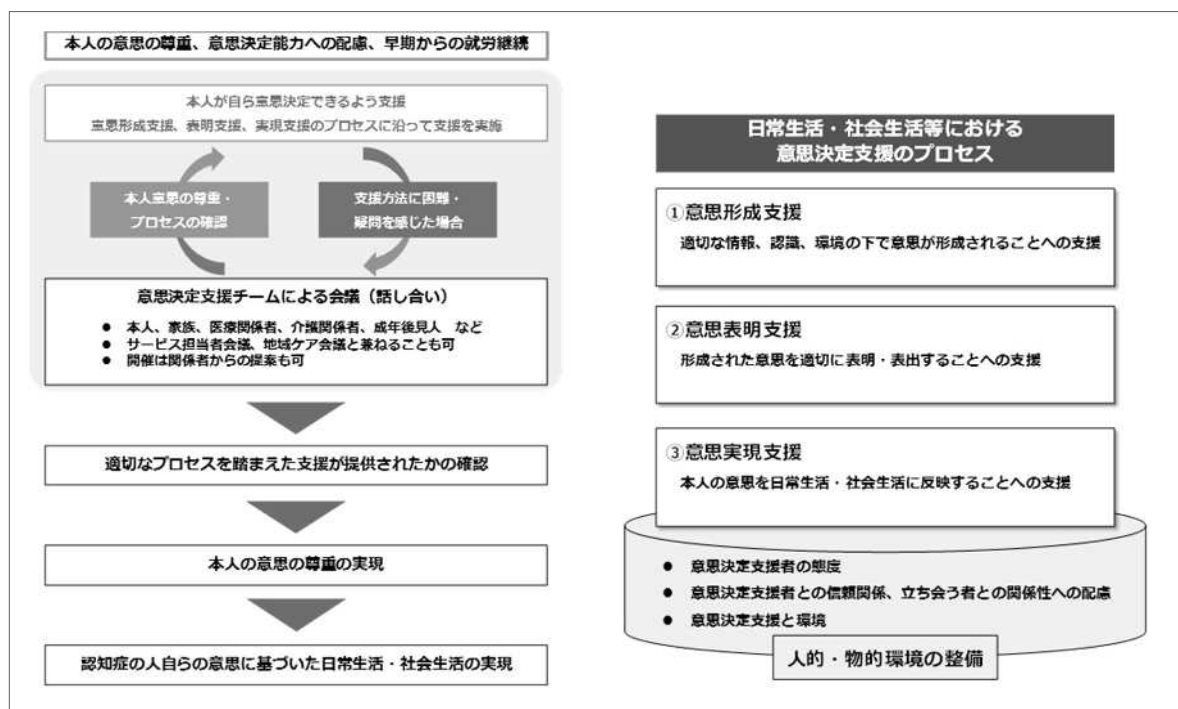 本人の意思の尊重、意思決定能力への配慮、早期からの就労継続
本人が自ら意思決定できるよう支援
意思形成支援、表明支援、実現支援のプロセスに沿って支援を実施
本人意思の尊重・
プロセスの確認
支援方法に困難・
疑問を感じた場合
意思決定支援チームによる会議（話し合い）
● 本人、家族、医療関係者、介護関係者、成年後見人　など
● サービス担当者会議、地域ケア会議と兼ねることも可
● 開催は関係者からの提案も可
適切なプロセスを踏まえた支援が提供されたかの確認
本人の意思の尊重の実現
認知症の人自らの意思に基づいた日常生活・社会生活の実現
日常生活・社会生活等における
意思決定支援のプロセス
①意思形成支援
適切な情報、認識、環境の下で意思が形成されることへの支援
②意思表明支援
形成された意思を適切に表明・表出することへの支援
③意思実現支援
本人の意思を日常生活・社会生活に反映することへの支援
● 意思決定支援者の態度
● 意思決定支援者との信頼関係、立ち会う者との関係性への配慮
● 意思決定支援と環境
人的・物的環境の整備